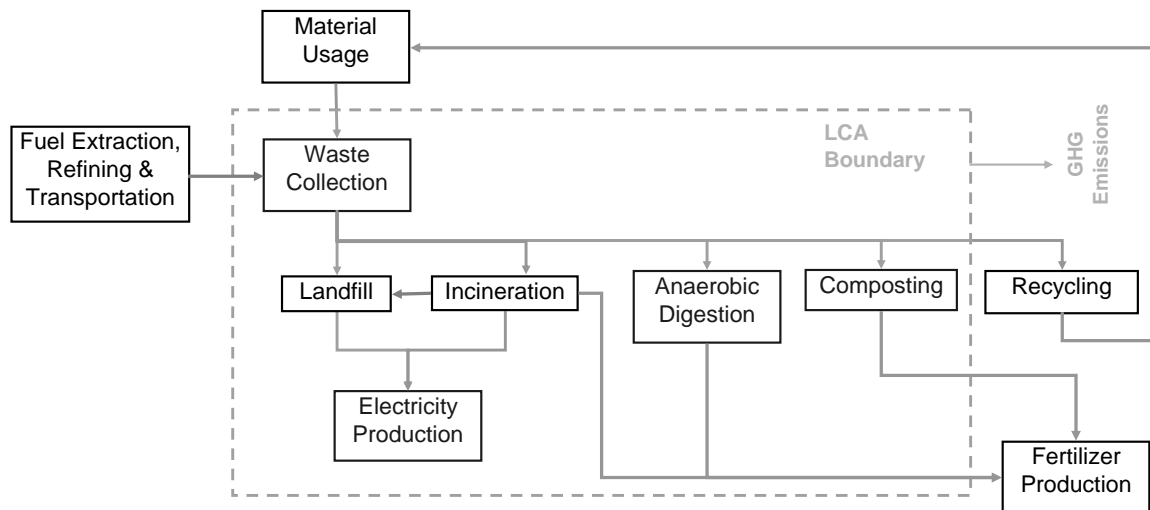 Material
Usage
Fuel Extraction,
Refining &
Transportation
Waste
Collection
LCA
Boundary
GHG
Emissions
Landfill
Incineration
Anaerobic
Digestion
Composting
Recycling
Electricity
Production
Fertilizer
Production